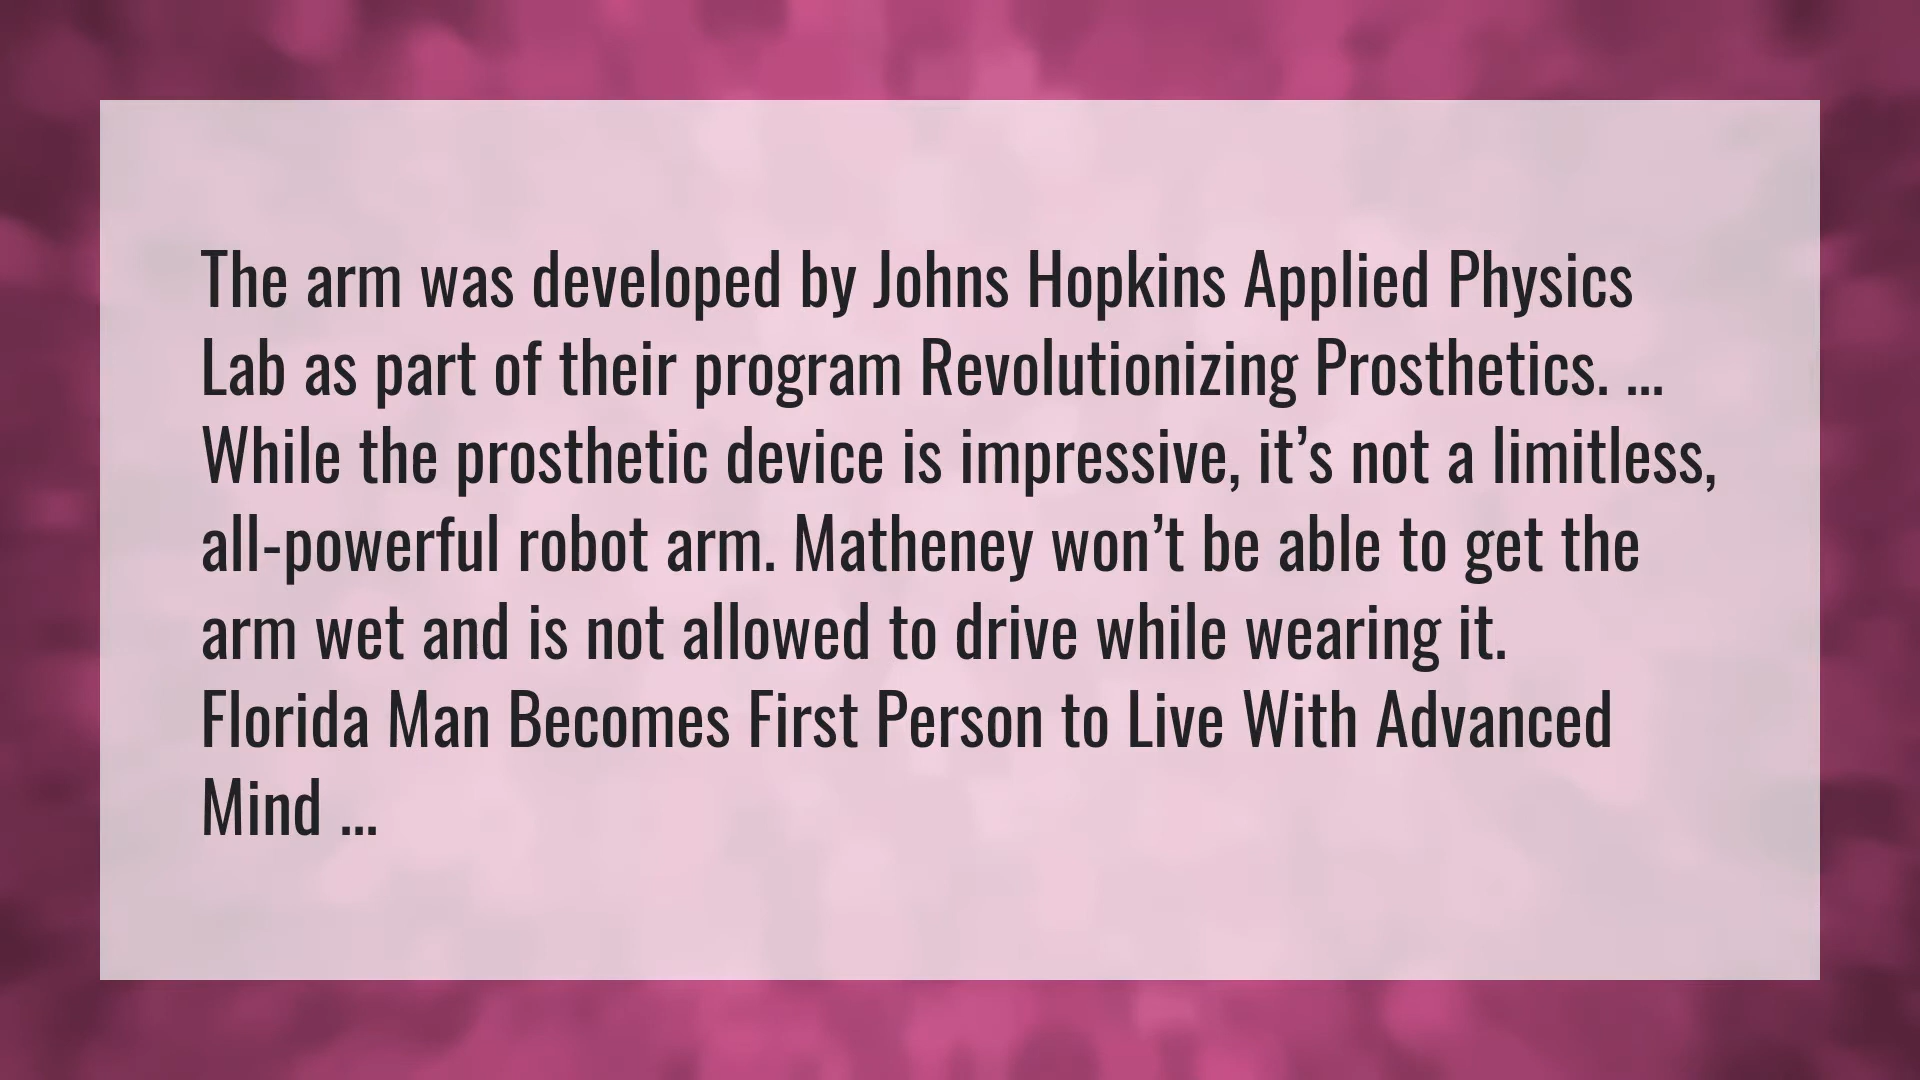 The arm was developed by Johns Hopkins Applied Physics
Lab as part of their program Revolutionizing Prosthetics. ...
While the prosthetic device is impressive, it’s not a limitless,
all-powerful robot arm. Matheney won’t be able to get the
arm wet and is not allowed to drive while wearing it.
Florida Man Becomes First Person to Live With Advanced
Mind ...